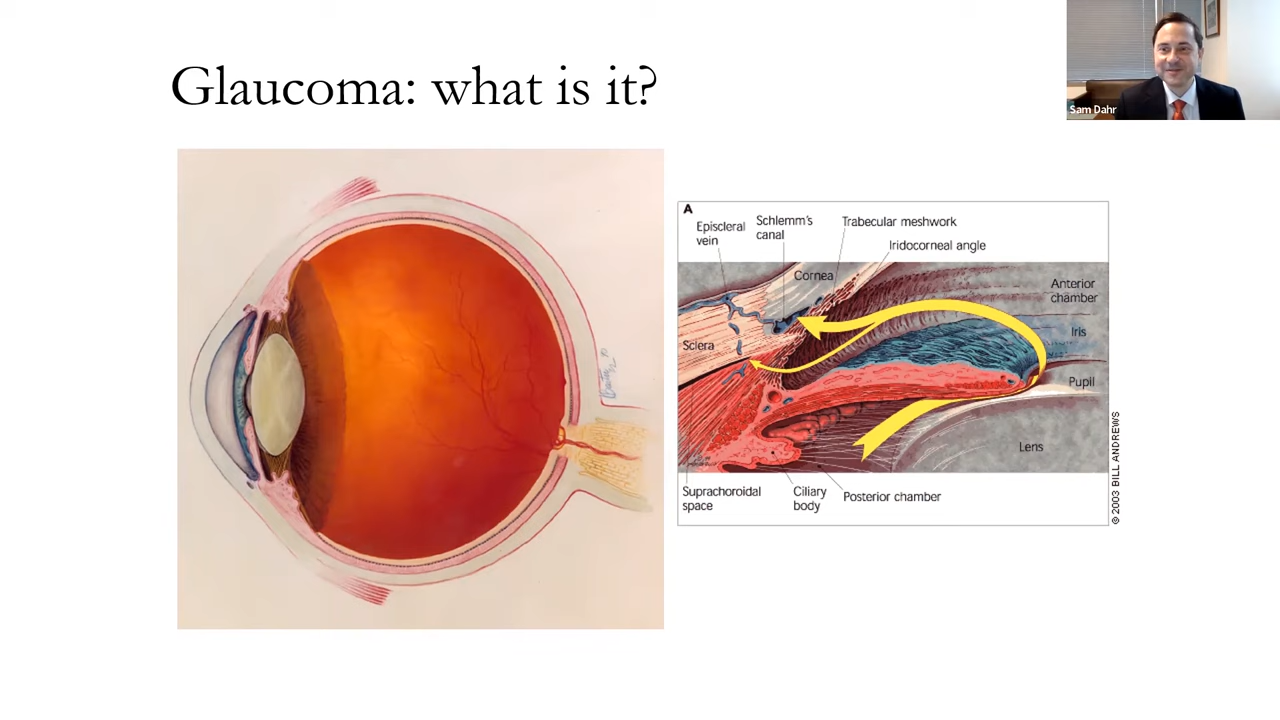 Glaucoma: what is it?
Sam Dahr
A
Episcleral
vein
Schlemm's
canal
Trabecular meshwork
Iridocorneal angle
Cornea
Anterior
chamber
Iris
Sclera
Pupil
Lens
Suprachoroidal
space
Ciliary
body
Posterior chamber
© 2003 BILL ANDREWS